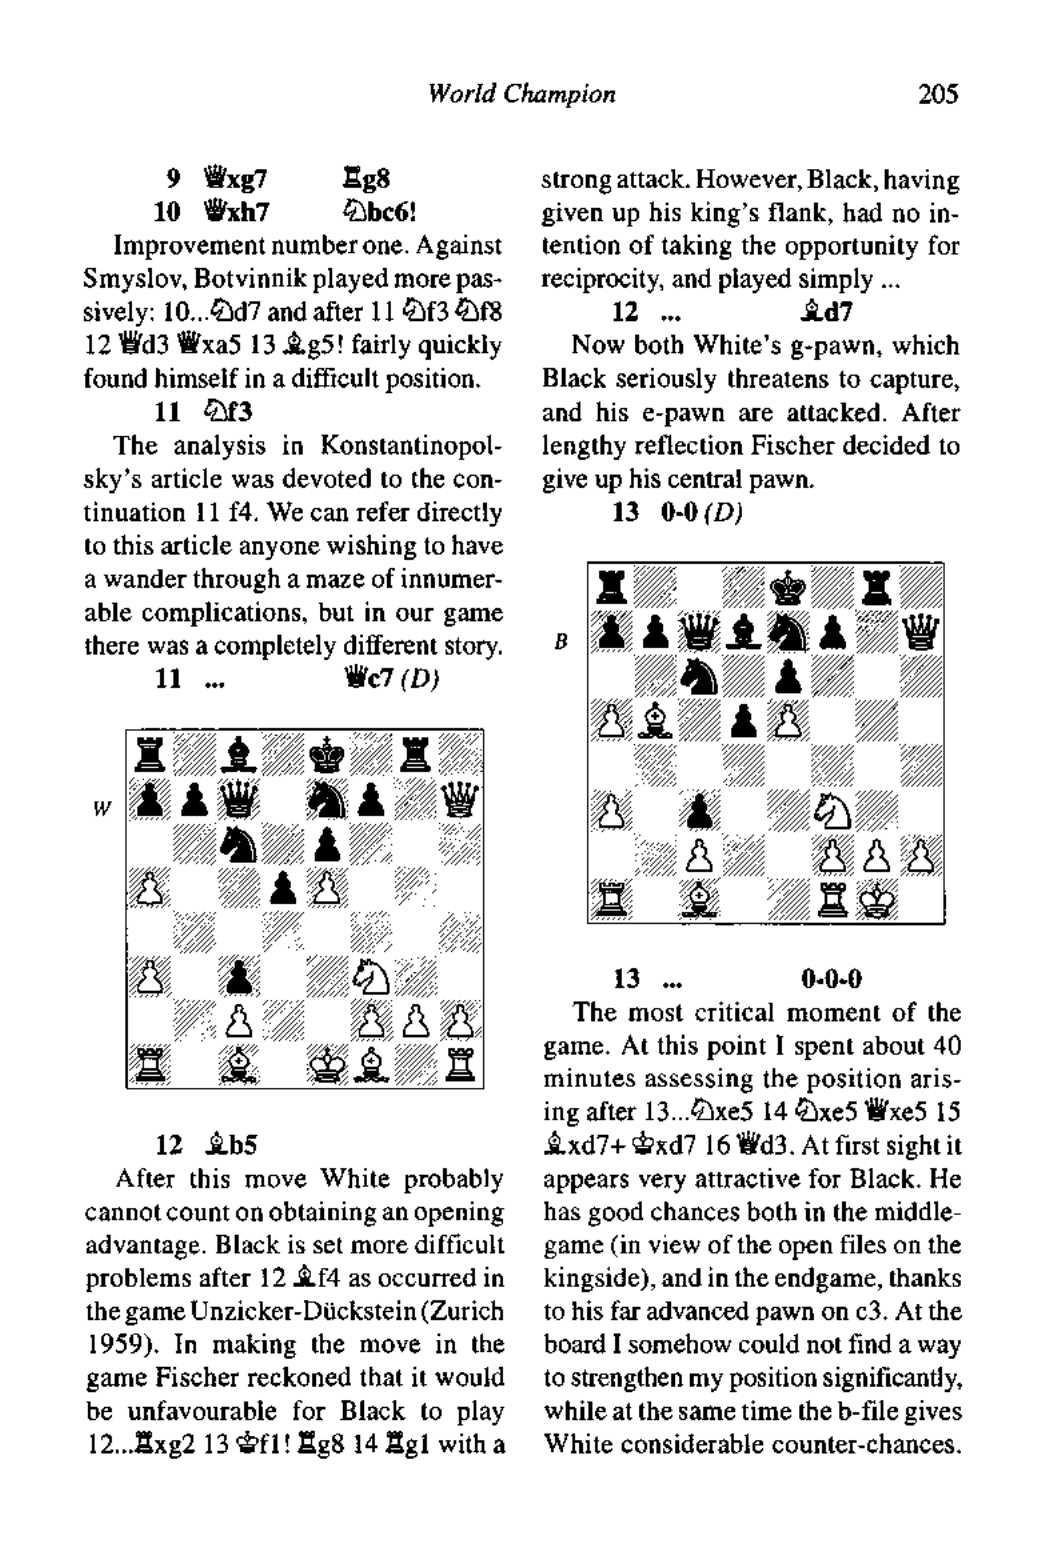 World Champion 205
9 ♕xg7 ♖g8
10 ♕xh7 ♘bc6!
Improvement number one. Against
Smyslov, Botvinnik played more pas-
sively: 10...♘d7 and after 11 ♘f3 ♘f8
12 ♕d3 ♕xa5 13 ♗g5! fairly quickly
found himself in a difficult position.
11 ♘f3
The analysis in Konstantinopol-
sky's article was devoted to the con-
tinuation 11 f4. We can refer directly
to this article anyone wishing to have
a wander through a maze of innumer-
able complications, but in our game
there was a completely different story.
11 ... ♕c7 (D)
W
12 ♗b5
After this move White probably
cannot count on obtaining an opening
advantage. Black is set more difficult
problems after 12 ♗f4 as occurred in
the game Unzicker-Dückstein (Zurich
1959). In making the move in the
game Fischer reckoned that it would
be unfavourable for Black to play
12...♖xg2 13 ♔f1! ♖g8 14 ♖g1 with a
strong attack. However, Black, having
given up his king's flank, had no in-
tention of taking the opportunity for
reciprocity, and played simply ...
12 ... ♗d7
Now both White's g-pawn, which
Black seriously threatens to capture,
and his e-pawn are attacked. After
lengthy reflection Fischer decided to
give up his central pawn.
13 0-0 (D)
B
13 ... 0-0-0
The most critical moment of the
game. At this point I spent about 40
minutes assessing the position aris-
ing after 13...♘xe5 14 ♘xe5 ♕xe5 15
♗xd7+ ♔xd7 16 ♕d3. At first sight it
appears very attractive for Black. He
has good chances both in the middle-
game (in view of the open files on the
kingside), and in the endgame, thanks
to his far advanced pawn on c3. At the
board I somehow could not find a way
to strengthen my position significantly,
while at the same time the b-file gives
White considerable counter-chances.